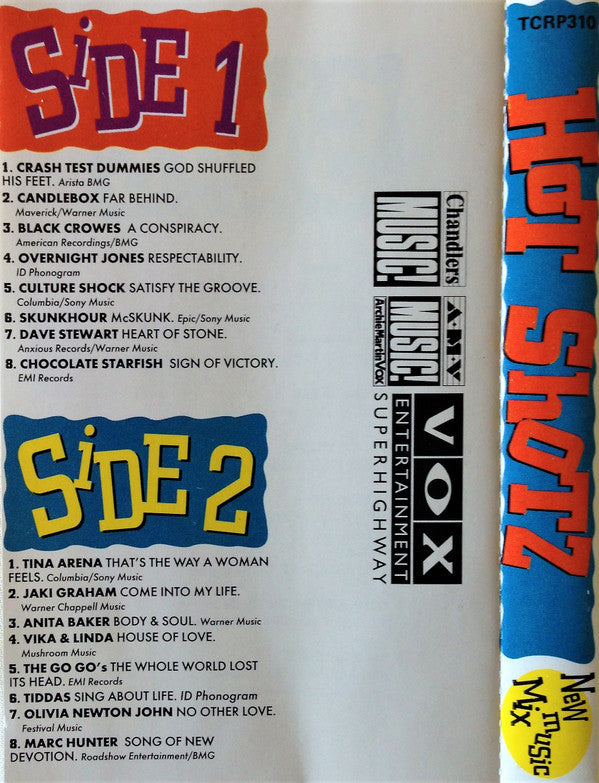 SiDE 1
1. CRASH TEST DUMMIES GOD SHUFFLED
HIS FEET. Arista BMG
2. CANDLEBOX FAR BEHIND.
Maverick/Warner Music
3. BLACK CROWES A CONSPIRACY.
American Recordings/BMG
4. OVERNIGHT JONES RESPECTABILITY.
ID Phonogram
5. CULTURE SHOCK SATISFY THE GROOVE.
Columbia/Sony Music
6. SKUNKHOUR McSKUNK. Epic/Sony Music
7. DAVE STEWART HEART OF STONE.
Anxious Records/Warner Music
8. CHOCOLATE STARFISH SIGN OF VICTORY.
EMI Records
SiDE 2
1. TINA ARENA THAT'S THE WAY A WOMAN
FEELS. Columbia/Sony Music
2. JAKI GRAHAM COME INTO MY LIFE.
Warner Chappell Music
3. ANITA BAKER BODY & SOUL. Warner Music
4. VIKA & LINDA HOUSE OF LOVE.
Mushroom Music
5. THE GO GO's THE WHOLE WORLD LOST
ITS HEAD. EMI Records
6. TIDDAS SING ABOUT LIFE. ID Phonogram
7. OLIVIA NEWTON JOHN NO OTHER LOVE.
Festival Music
8. MARC HUNTER SONG OF NEW
DEVOTION. Roadshow Entertainment/BMG
Chandlers
MUSIC!
A•M•V
MUSIC!
ArchieMartinVox
VOX
ENTERTAINMENT
SUPERHIGHWAY
TCRP310
HoT ShoTZ
New
music
Mix